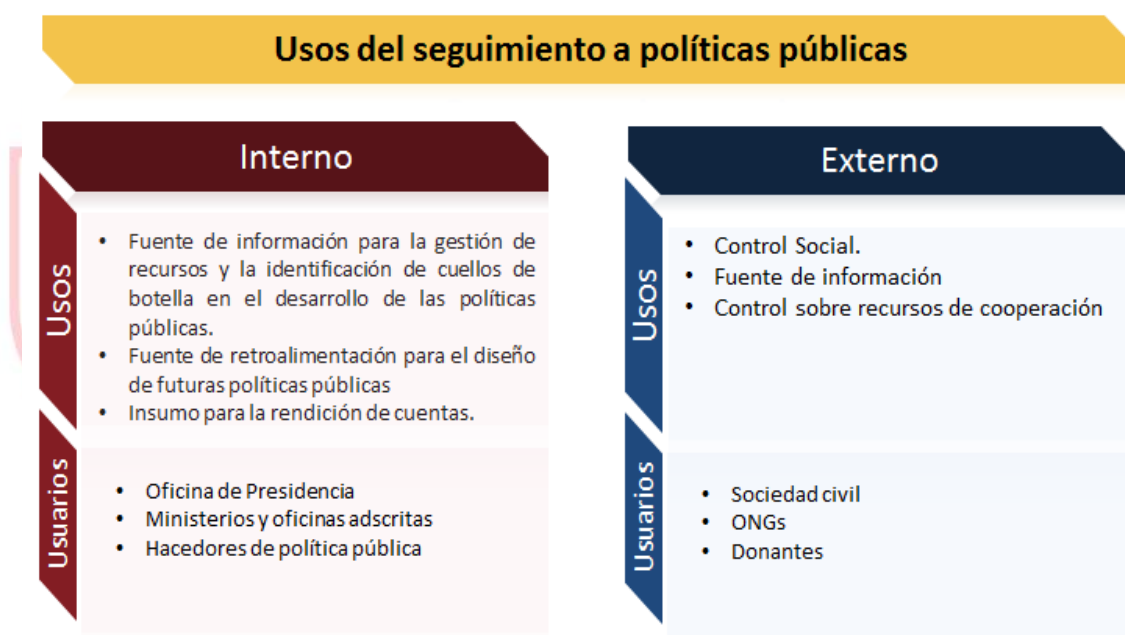 Usos del seguimiento a políticas públicas
Interno
Usos
• Fuente de información para la gestión de
recursos y la identificación de cuellos de
botella en el desarrollo de las políticas
públicas.
• Fuente de retroalimentación para el diseño
de futuras políticas públicas
• Insumo para la rendición de cuentas.
Usuarios
• Oficina de Presidencia
• Ministerios y oficinas adscritas
• Hacedores de política pública
Externo
Usos
• Control Social.
• Fuente de información
• Control sobre recursos de cooperación
Usuarios
• Sociedad civil
• ONGs
• Donantes